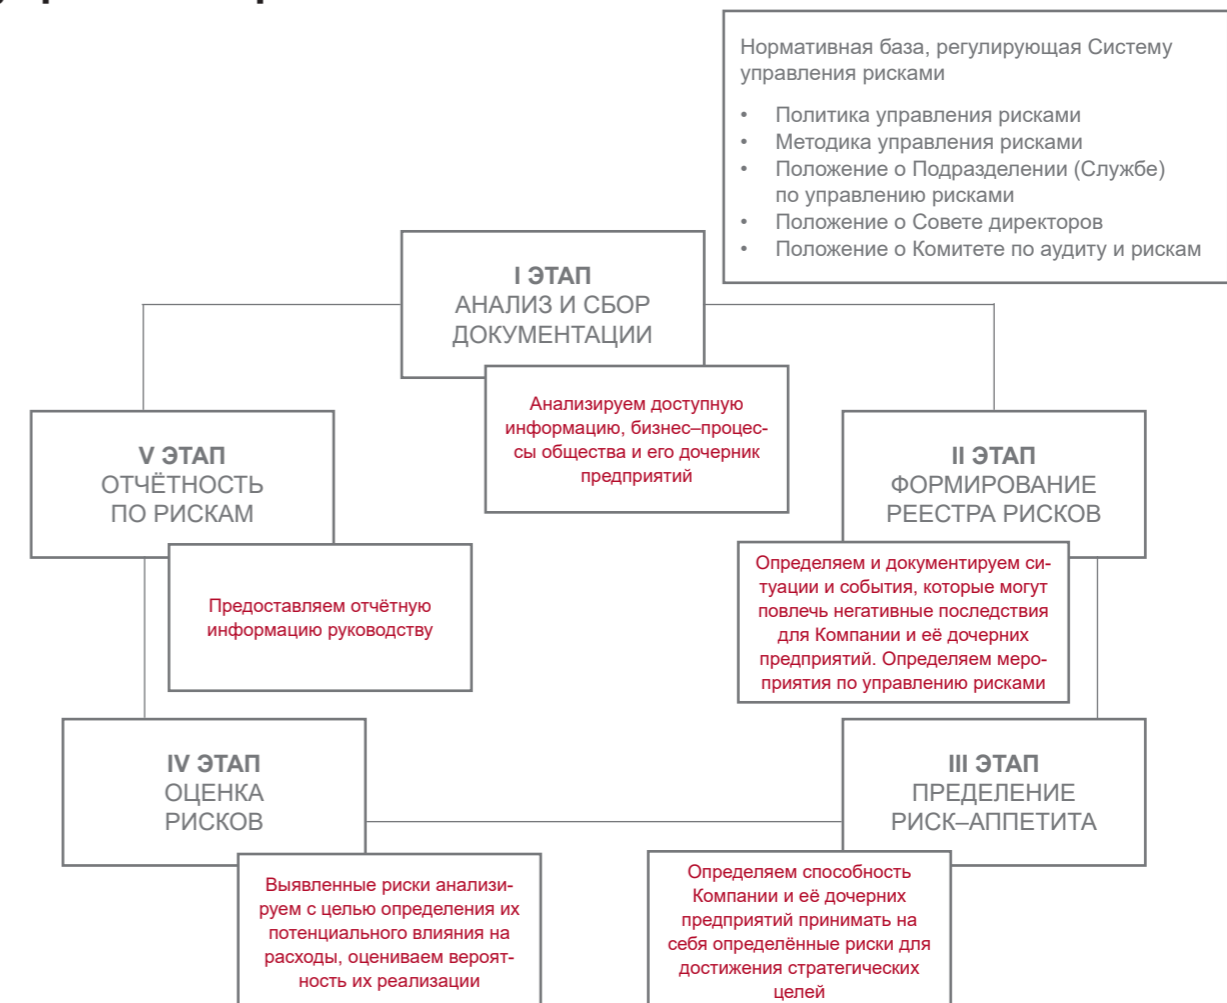 Нормативная база, регулирующая Систему
управления рисками
• Политика управления рисками
• Методика управления рисками
• Положение о Подразделении (Службе)
по управлению рисками
• Положение о Совете директоров
• Положение о Комитете по аудиту и рискам
I ЭТАП
АНАЛИЗ И СБОР
ДОКУМЕНТАЦИИ
Анализируем доступную
информацию, бизнес–процес-
сы общества и его дочерник
предприятий
V ЭТАП
ОТЧЁТНОСТЬ
ПО РИСКАМ
Предоставляем отчётную
информацию руководству
II ЭТАП
ФОРМИРОВАНИЕ
РЕЕСТРА РИСКОВ
Определяем и документируем си-
туации и события, которые могут
повлечь негативные последствия
для Компании и её дочерних
предприятий. Определяем меро-
приятия по управлению рисками
IV ЭТАП
ОЦЕНКА
РИСКОВ
Выявленные риски анализи-
руем с целью определения их
потенциального влияния на
расходы, оцениваем вероят-
ность их реализации
III ЭТАП
ПРЕДЕЛЕНИЕ
РИСК–АППЕТИТА
Определяем способность
Компании и её дочерних
предприятий принимать на
себя определённые риски для
достижения стратегических
целей